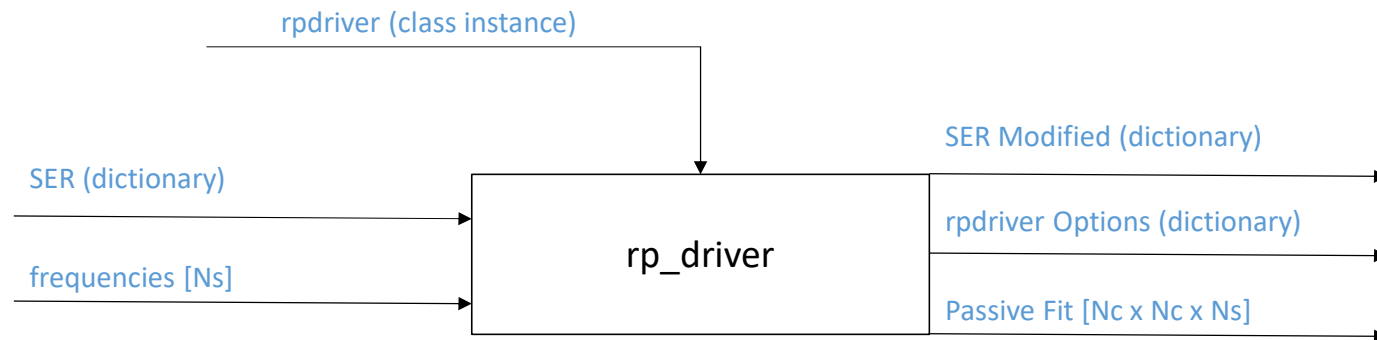 rpdriver (class instance)
SER (dictionary)
frequencies [Ns]
rp_driver
SER Modified (dictionary)
rpdriver Options (dictionary)
Passive Fit [Nc x Nc x Ns]